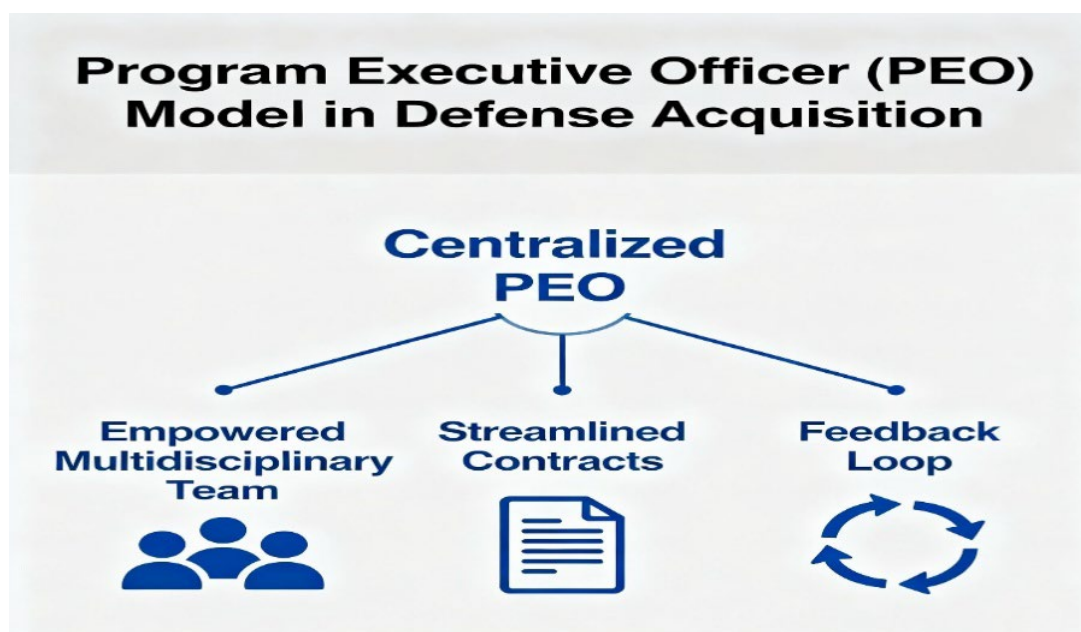 Program Executive Officer (PEO)
Model in Defense Acquisition
Centralized
PEO
Empowered
Multidisciplinary
Team
Streamlined
Contracts
Feedback
Loop